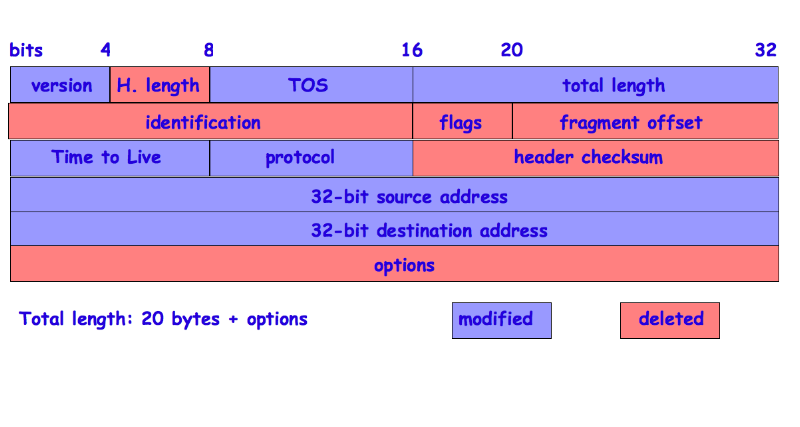 bits 4 8 16 20 32
version H. length TOS total length
identification flags fragment offset
Time to Live protocol header checksum
32-bit source address
32-bit destination address
options
Total length: 20 bytes + options modified deleted